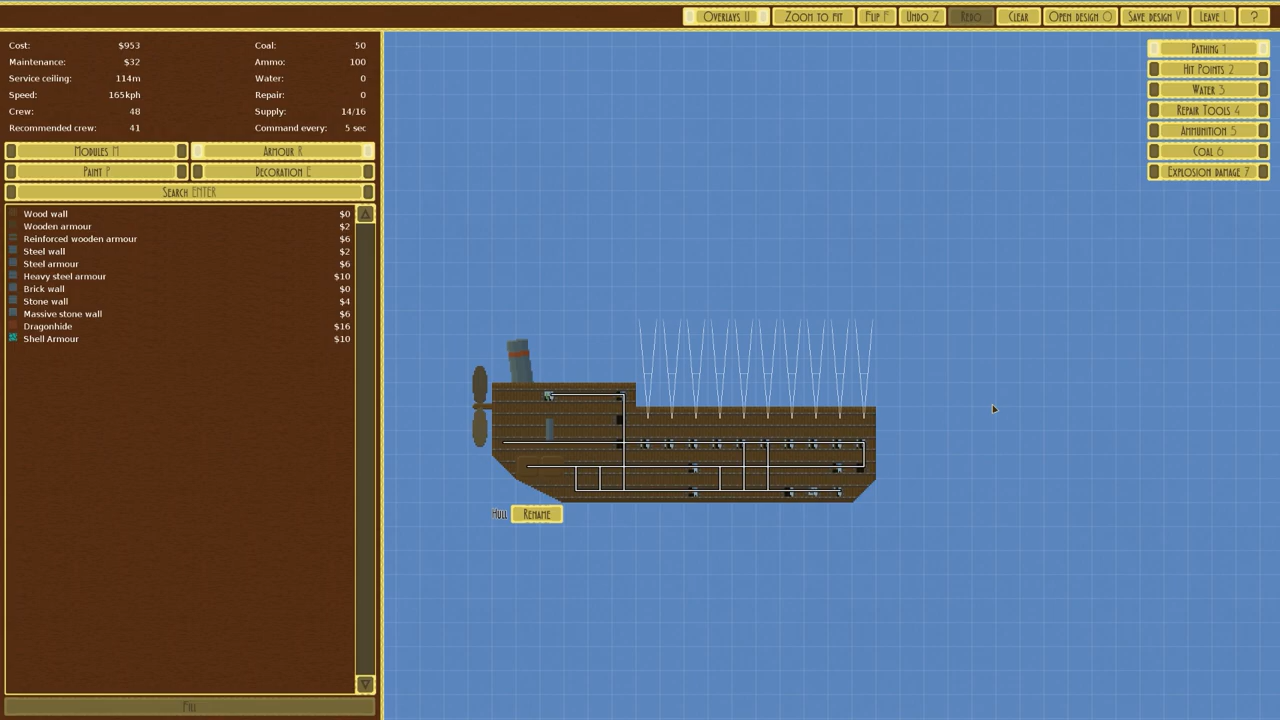 Overlays U Zoom to fit Flip F Undo Z Redo Clear Open design O Save design V Leave L ?
Cost: $953 Coal: 50
Maintenance: $32 Ammo: 100
Service ceiling: 114m Water: 0
Speed: 165kph Repair: 0
Crew: 48 Supply: 14/16
Recommended crew: 41 Command every: 5 sec
Modules M Armour R
Paint P Decoration E
Search ENTER
Wood wall $0
Wooden armour $2
Reinforced wooden armour $6
Steel wall $2
Steel armour $6
Heavy steel armour $10
Brick wall $0
Stone wall $4
Massive stone wall $6
Dragonhide $16
Shell Armour $10
Fill
Pathing 1
Hit Points 2
Water 3
Repair Tools 4
Ammunition 5
Coal 6
Explosion damage 7
Hull Rename